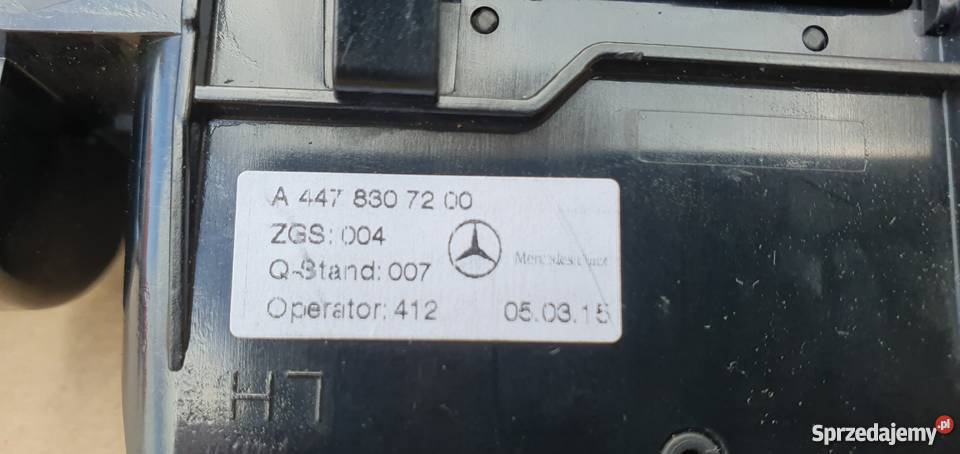 A 447 830 72 00
ZGS: 004
Q-Stand: 007
Mercedes-Benz
Operator: 412 05.03.15
H7
Sprzedajemy.pl